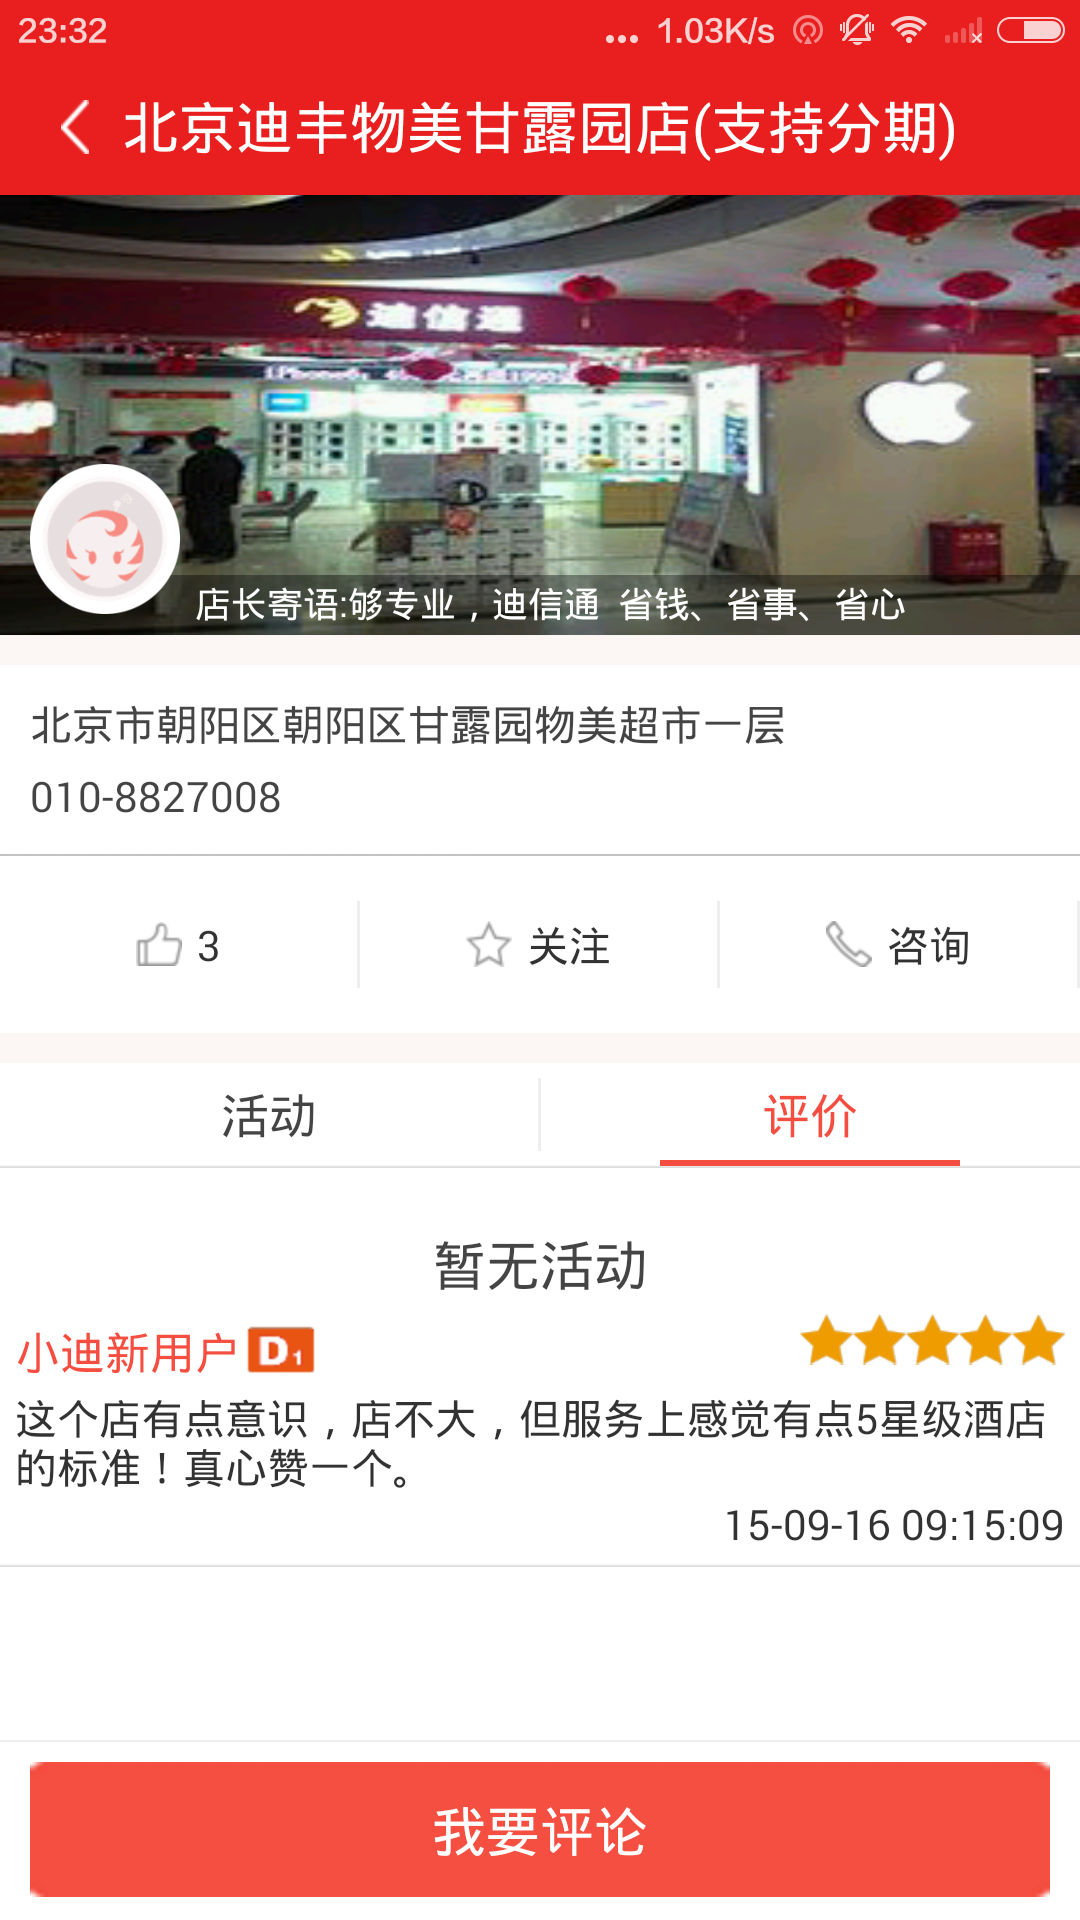 23:32
... 1.03K/s
北京迪丰物美甘露园店(支持分期)
迪信通
店长寄语:够专业，迪信通 省钱、省事、省心
北京市朝阳区朝阳区甘露园物美超市一层
010-8827008
3
关注
咨询
活动
评价
暂无活动
小迪新用户 D1
这个店有点意识，店不大，但服务上感觉有点5星级酒店
的标准！真心赞一个。
15-09-16 09:15:09
我要评论